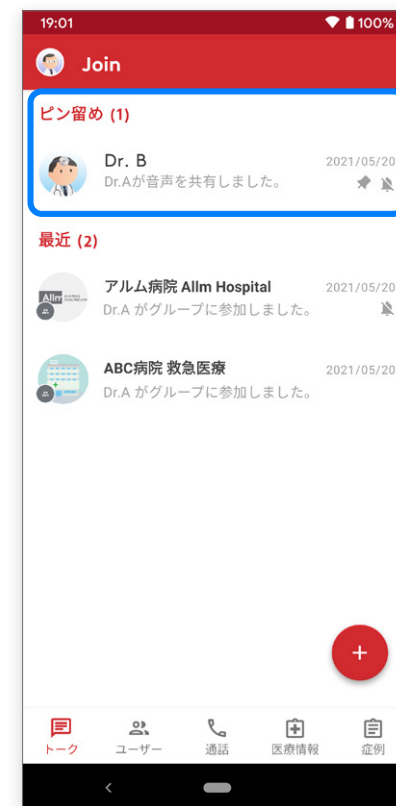 19:01
100%
Join
ピン留め (1)
Dr. B
2021/05/20
Dr.Aが音声を共有しました。
最近 (2)
Allm
アルム病院 Allm Hospital
2021/05/20
Dr.A がグループに参加しました。
ABC病院 救急医療
2021/05/20
Dr.A がグループに参加しました。
トーク
ユーザー
通話
医療情報
症例